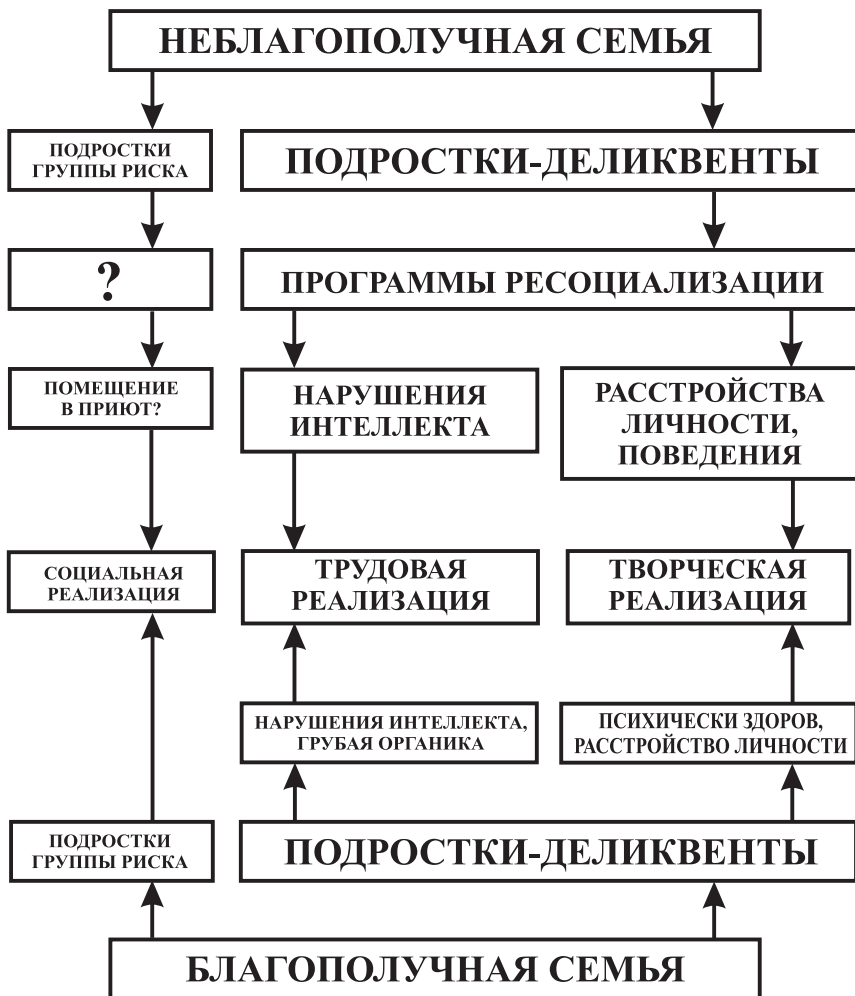 НЕБЛАГОПОЛУЧНАЯ СЕМЬЯ
ПОДРОСТКИ
ГРУППЫ РИСКА
ПОДРОСТКИ-ДЕЛИКВЕНТЫ
?
ПРОГРАММЫ РЕСОЦИАЛИЗАЦИИ
ПОМЕЩЕНИЕ
В ПРИЮТ?
НАРУШЕНИЯ
ИНТЕЛЛЕКТА
РАССТРОЙСТВА
ЛИЧНОСТИ,
ПОВЕДЕНИЯ
СОЦИАЛЬНАЯ
РЕАЛИЗАЦИЯ
ТРУДОВАЯ
РЕАЛИЗАЦИЯ
ТВОРЧЕСКАЯ
РЕАЛИЗАЦИЯ
НАРУШЕНИЯ ИНТЕЛЛЕКТА,
ГРУБАЯ ОРГАНИКА
ПСИХИЧЕСКИ ЗДОРОВ,
РАССТРОЙСТВО ЛИЧНОСТИ
ПОДРОСТКИ
ГРУППЫ РИСКА
ПОДРОСТКИ-ДЕЛИКВЕНТЫ
БЛАГОПОЛУЧНАЯ СЕМЬЯ